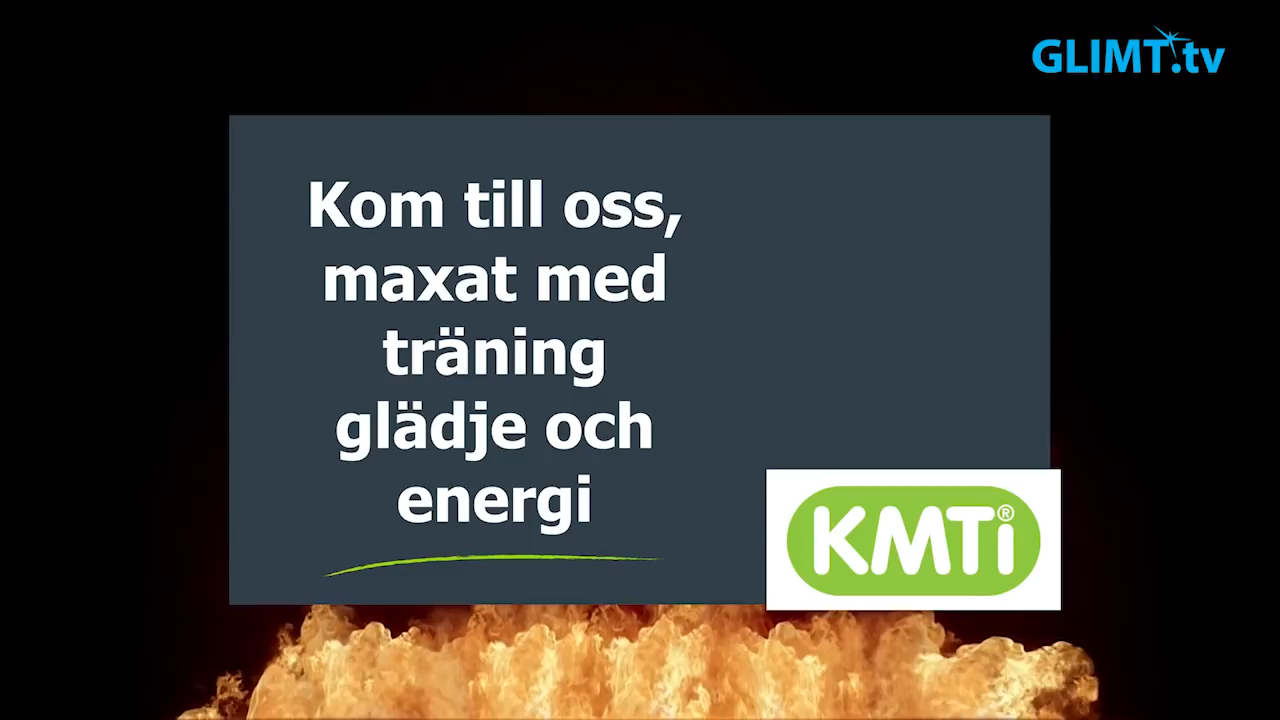 GLIMT.tv
Kom till oss,
maxat med
träning
glädje och
energi
KMTi®